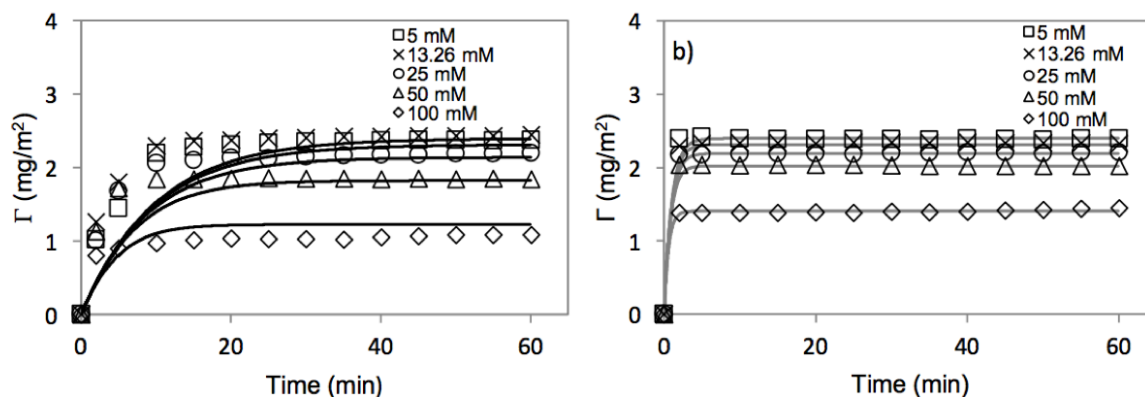 4
3
2
1
0
Γ (mg/m²)
□ 5 mM
× 13.26 mM
○ 25 mM
△ 50 mM
◇ 100 mM
0 20 40 60
Time (min)
b)
4
3
2
1
0
Γ (mg/m²)
□ 5 mM
× 13.26 mM
○ 25 mM
△ 50 mM
◇ 100 mM
0 20 40 60
Time (min)